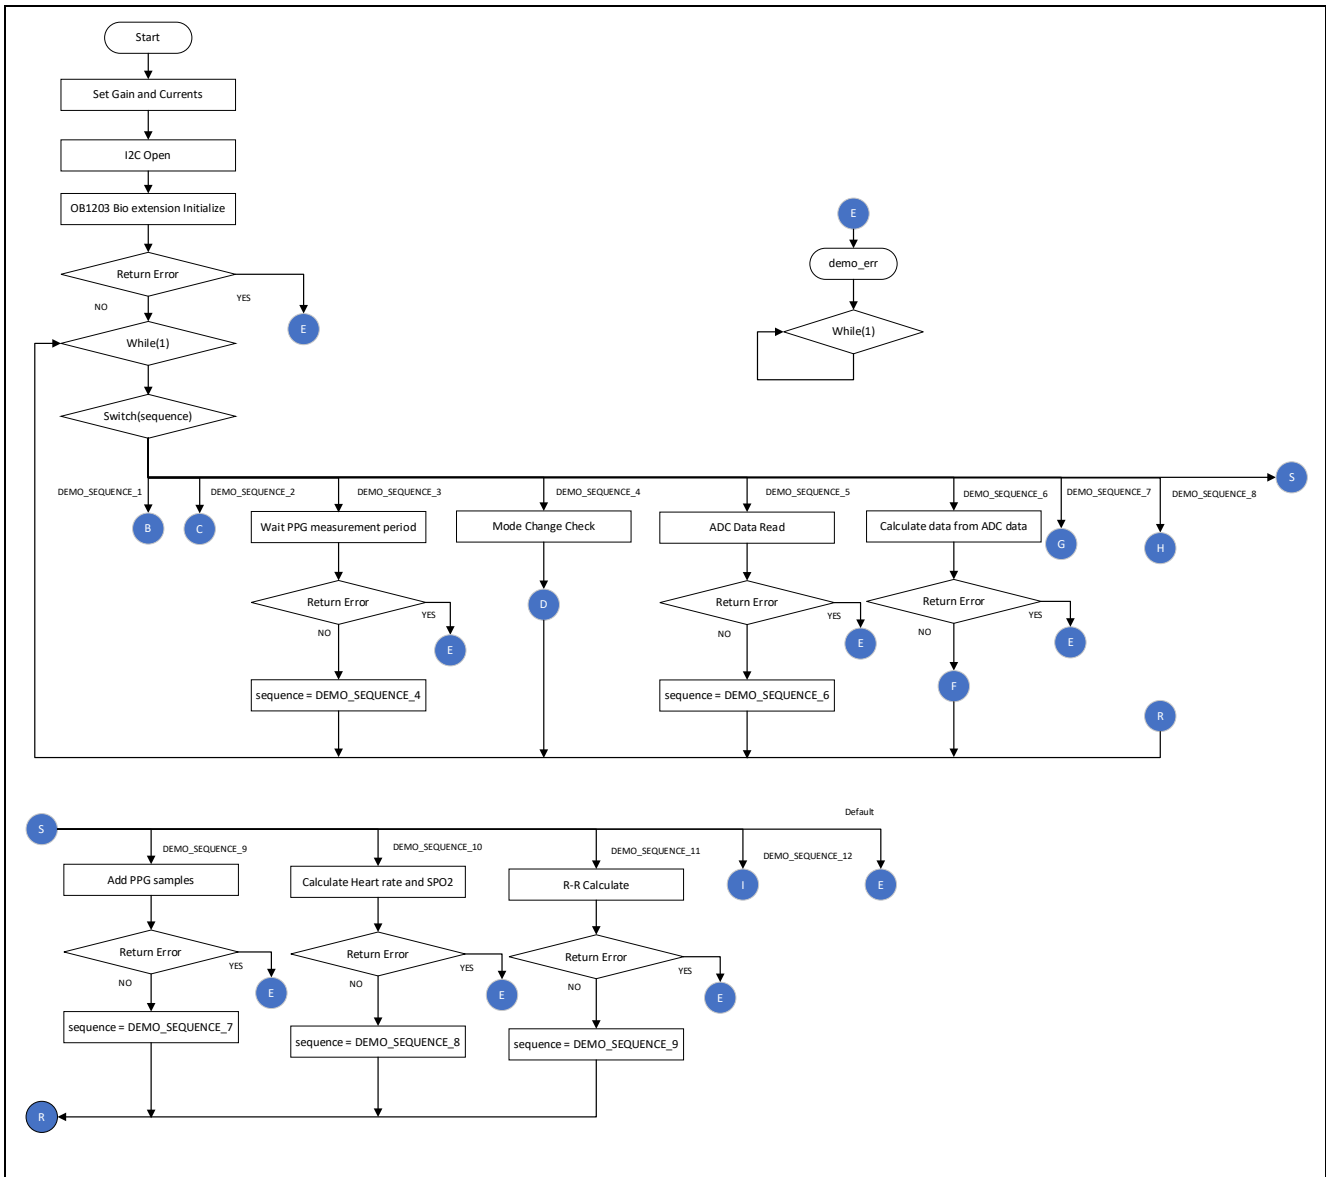 Start
Set Gain and Currents
I2C Open
OB1203 Bio extension Initialize
Return Error
NO
YES
E
While(1)
Switch(sequence)
E
demo_err
While(1)
S
DEMO_SEQUENCE_1
DEMO_SEQUENCE_2
DEMO_SEQUENCE_3
DEMO_SEQUENCE_4
DEMO_SEQUENCE_5
DEMO_SEQUENCE_6
DEMO_SEQUENCE_7
DEMO_SEQUENCE_8
B
C
Wait PPG measurement period
Mode Change Check
ADC Data Read
Calculate data from ADC data
G
H
Return Error
YES
NO
E
D
Return Error
YES
NO
E
Return Error
YES
NO
E
sequence = DEMO_SEQUENCE_4
sequence = DEMO_SEQUENCE_6
F
R
Default
S
DEMO_SEQUENCE_9
DEMO_SEQUENCE_10
DEMO_SEQUENCE_11
DEMO_SEQUENCE_12
Add PPG samples
Calculate Heart rate and SPO2
R-R Calculate
I
E
Return Error
YES
NO
E
Return Error
YES
NO
E
Return Error
YES
NO
E
sequence = DEMO_SEQUENCE_7
sequence = DEMO_SEQUENCE_8
sequence = DEMO_SEQUENCE_9
R